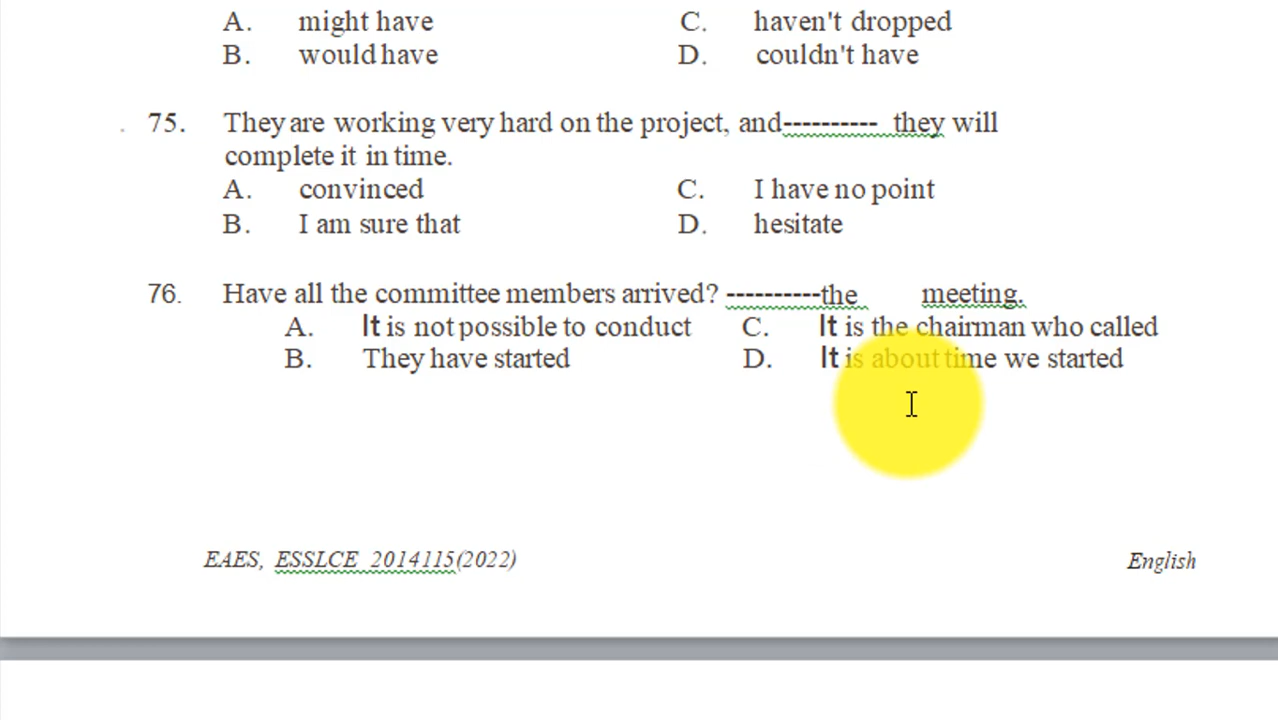 A. might have C. haven't dropped
B. would have D. couldn't have
. 75. They are working very hard on the project, and---------- they will
complete it in time.
A. convinced C. I have no point
B. I am sure that D. hesitate
76. Have all the committee members arrived? ----------the meeting.
A. It is not possible to conduct C. It is the chairman who called
B. They have started D. It is about time we started
EAES, ESSLCE 2014115(2022) English